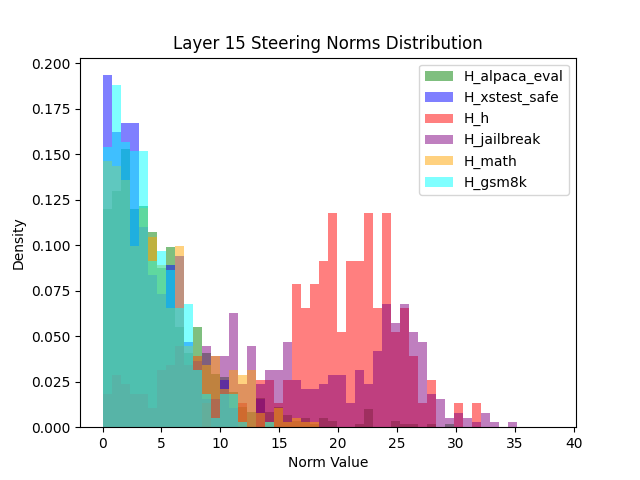 Layer 15 Steering Norms Distribution
H_alpaca_eval
H_xstest_safe
H_h
H_jailbreak
H_math
H_gsm8k
Density
0.200
0.175
0.150
0.125
0.100
0.075
0.050
0.025
0.000
0 5 10 15 20 25 30 35 40
Norm Value